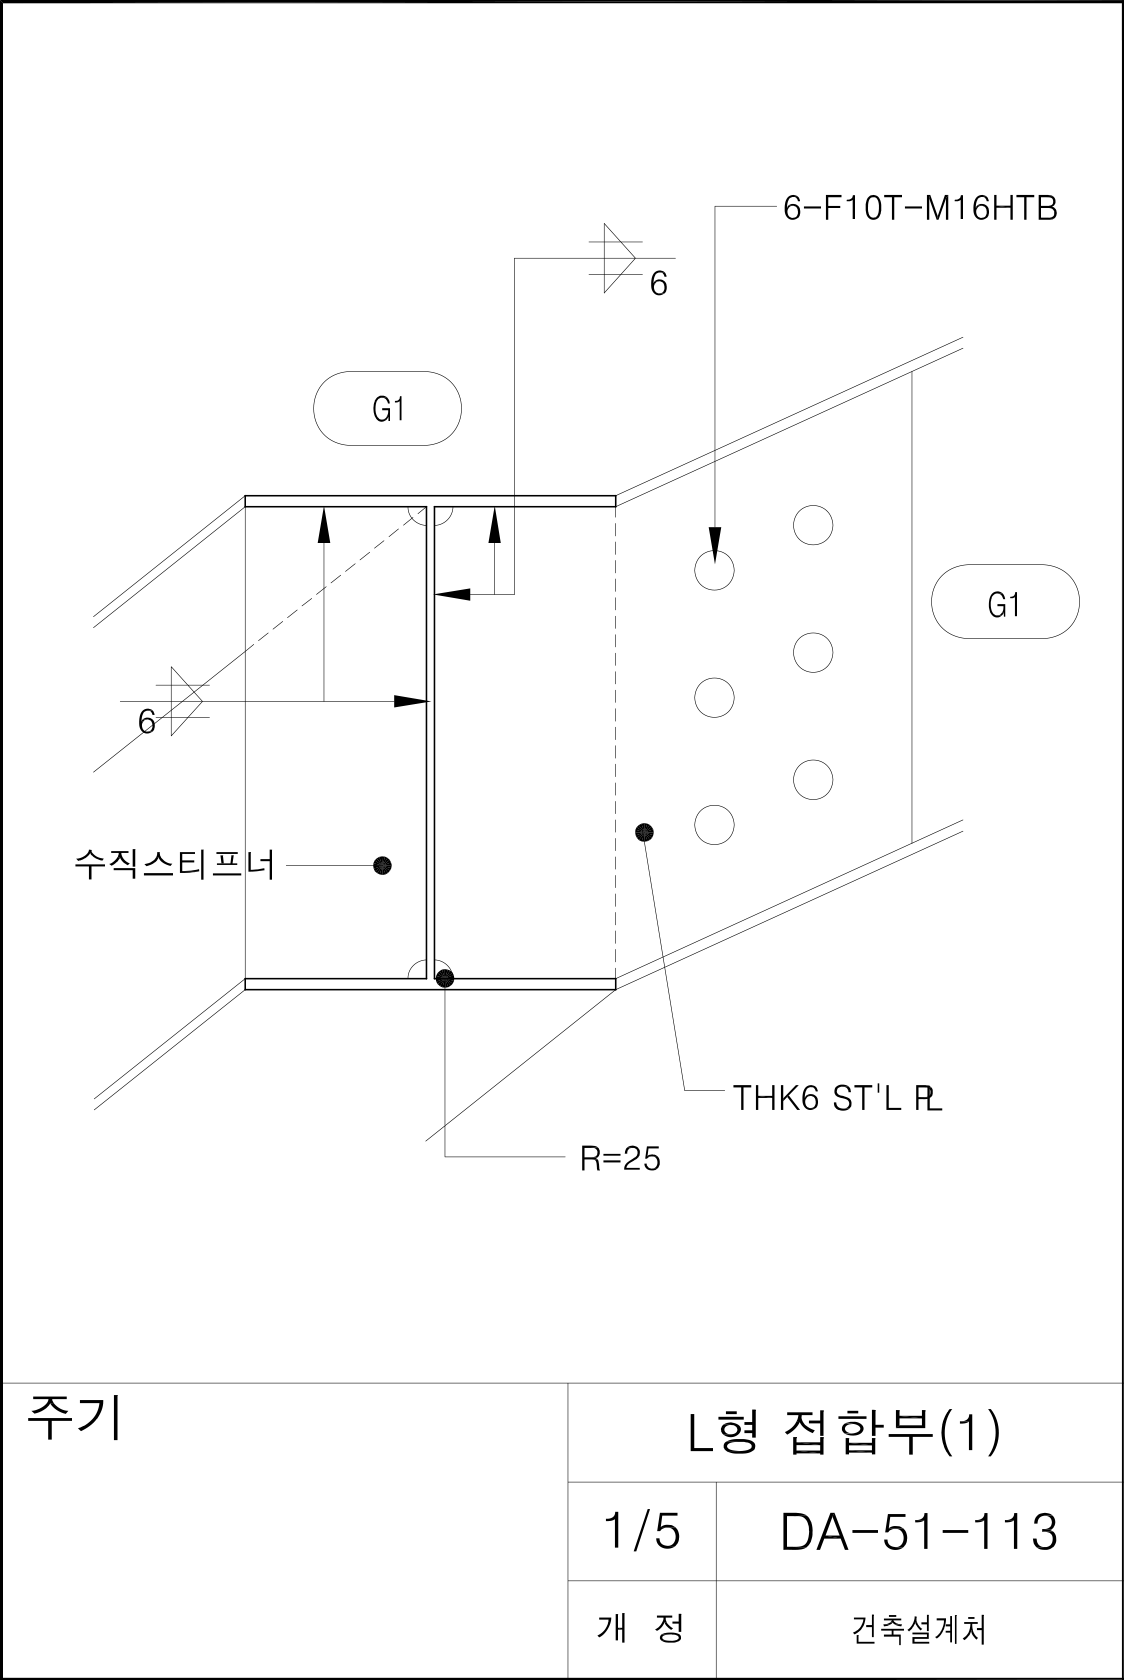 6-F10T-M16HTB
6
G1
G1
6
수직스티프너
THK6 ST'L PL
R=25
주기
L형 접합부(1)
1/5
DA-51-113
개 정
건축설계처